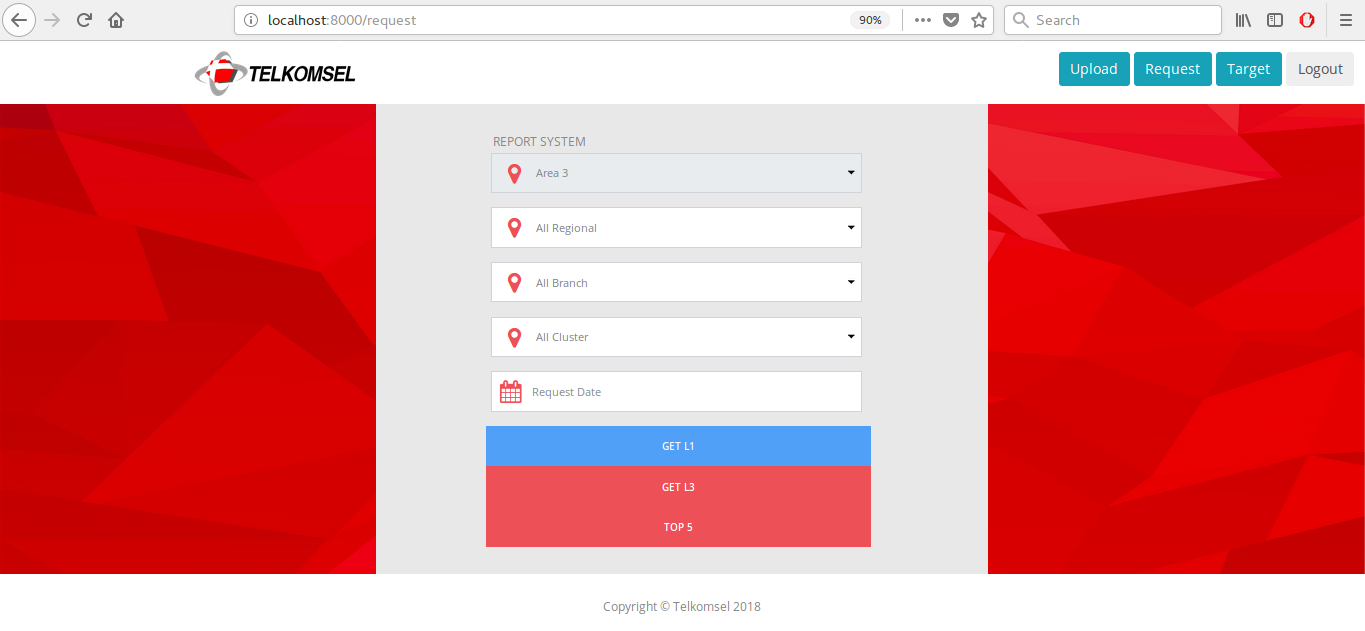 localhost:8000/request
90%
Search
TELKOMSEL
Upload
Request
Target
Logout
REPORT SYSTEM
Area 3
All Regional
All Branch
All Cluster
Request Date
GET L1
GET L3
TOP 5
Copyright © Telkomsel 2018